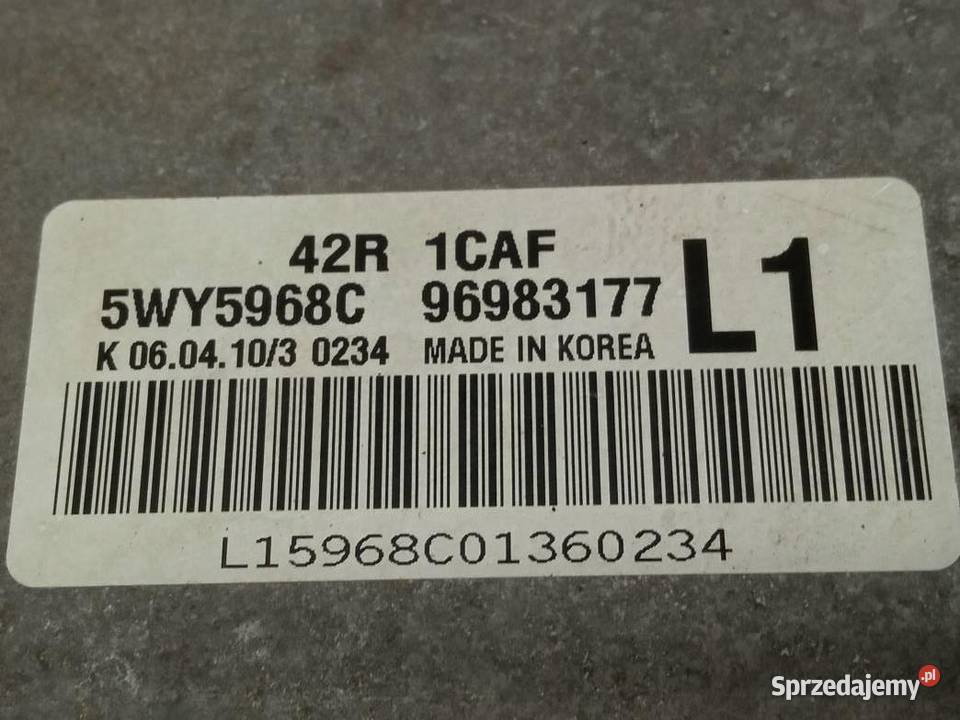 42R 1CAF
5WY5968C 96983177 L1
K 06.04.10/3 0234 MADE IN KOREA
L15968C01360234
Sprzedajemy.pl